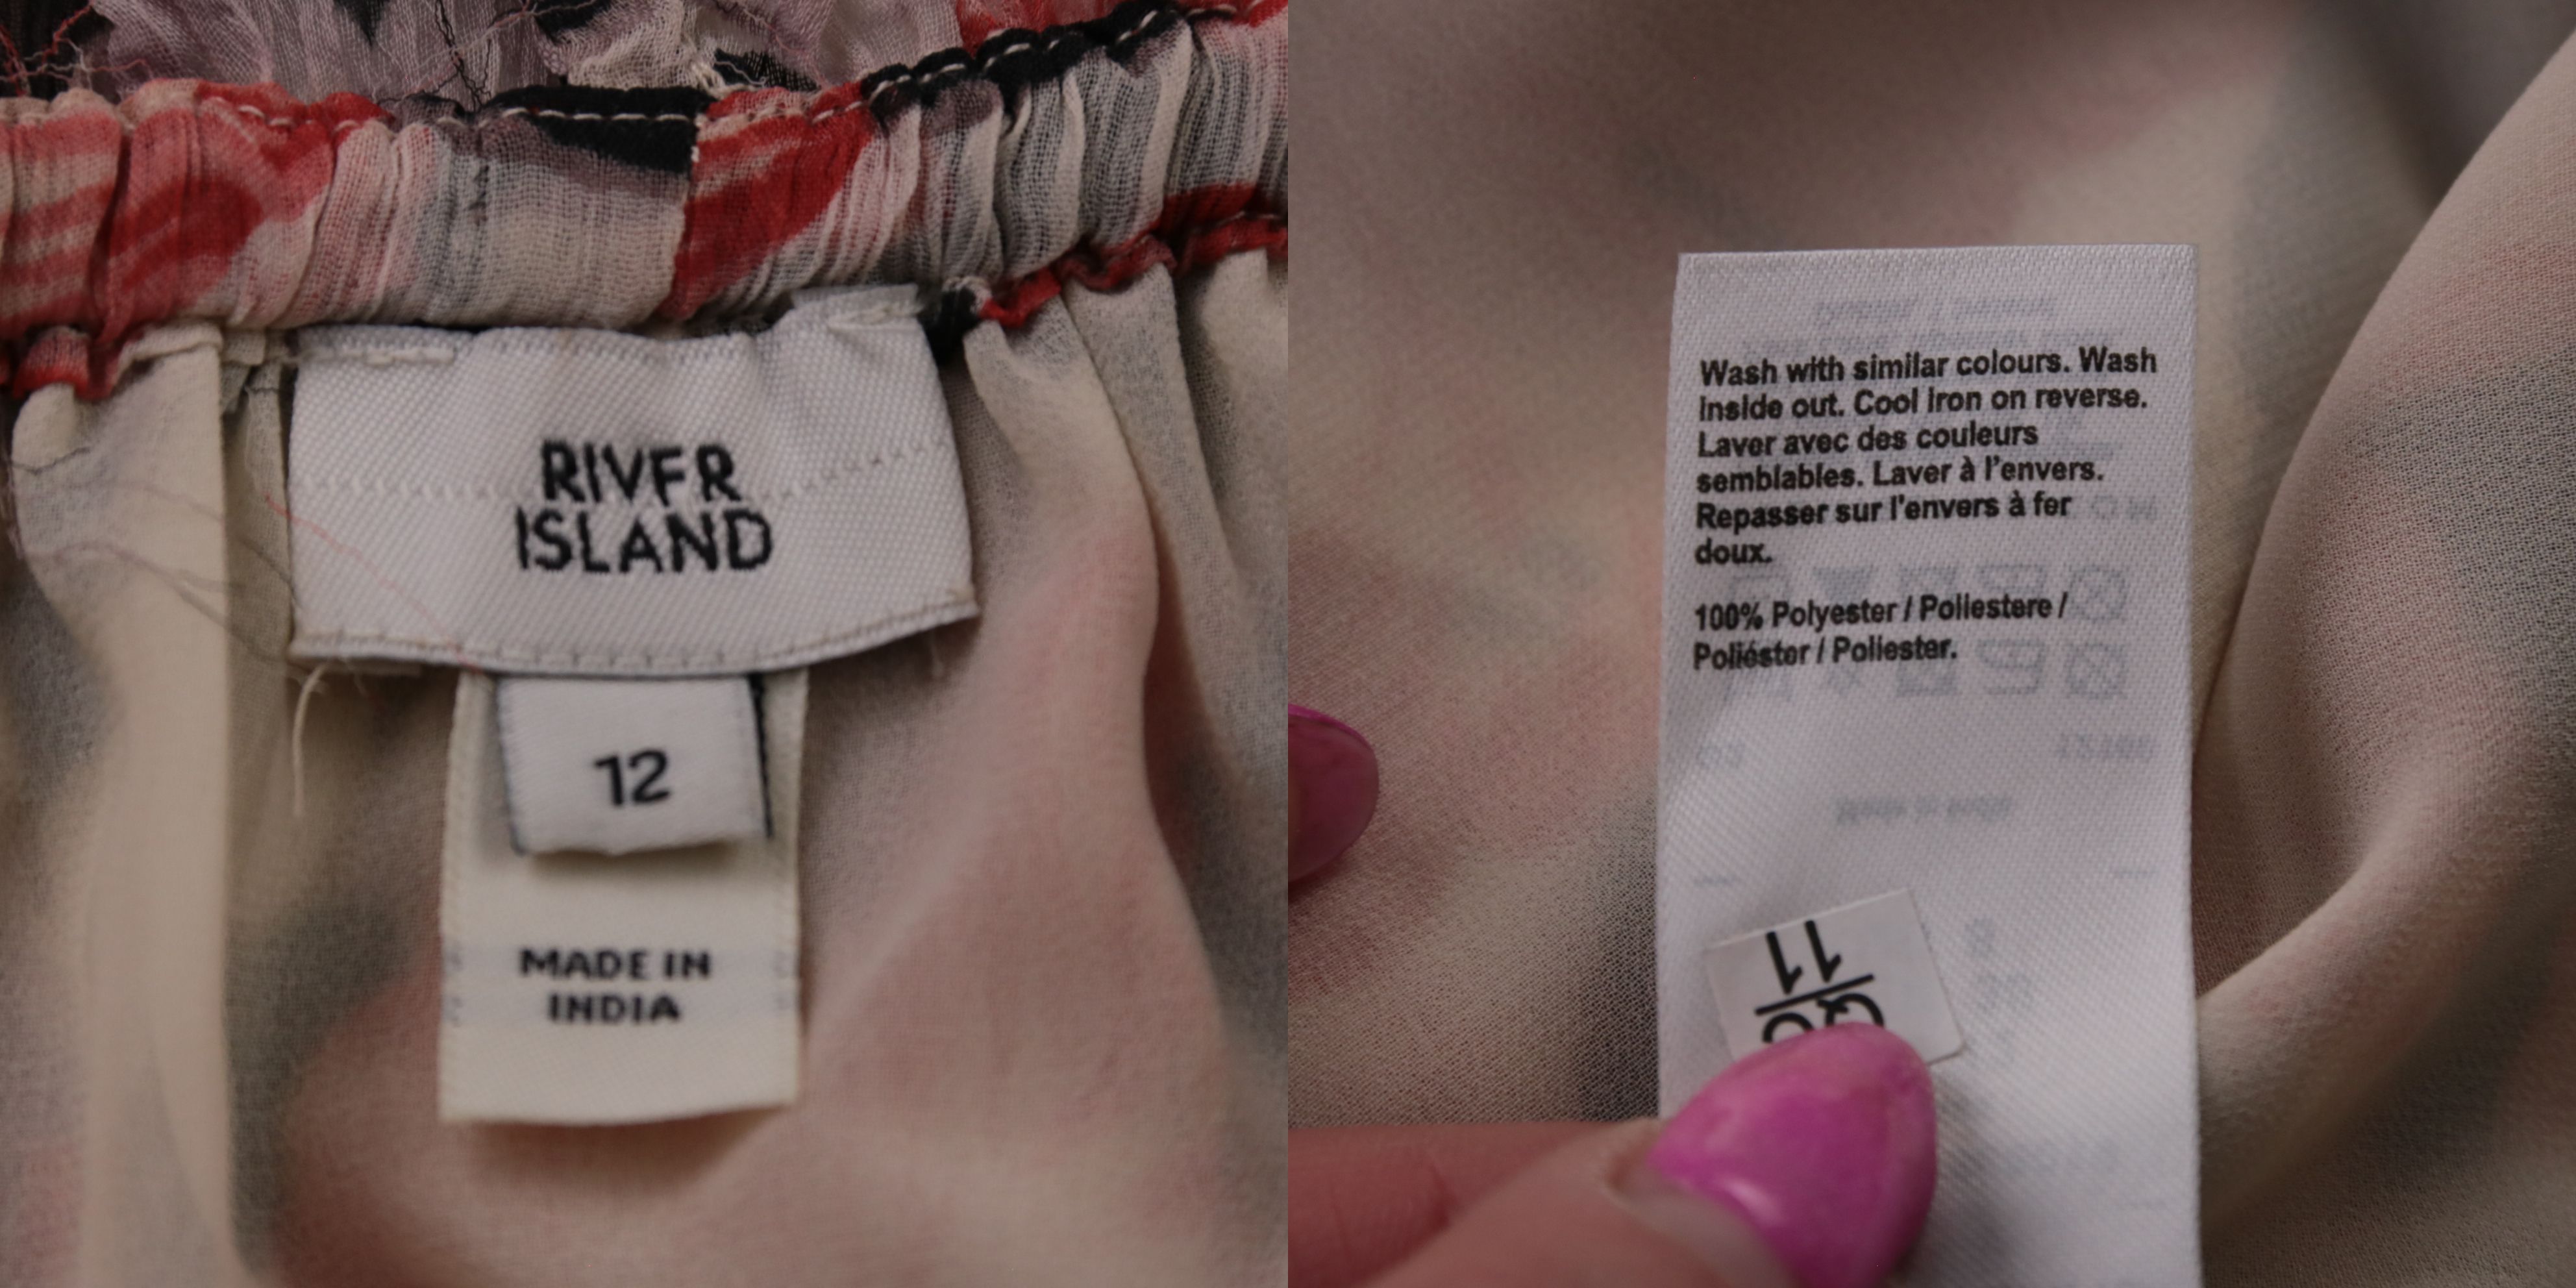 RIVER
ISLAND
12
MADE IN
INDIA
Wash with similar colours. Wash
inside out. Cool iron on reverse.
Laver avec des couleurs
semblables. Laver à l'envers.
Repasser sur l'envers à fer
doux.
100% Polyester / Poliestere /
Poliéster / Poliester.
11
QC